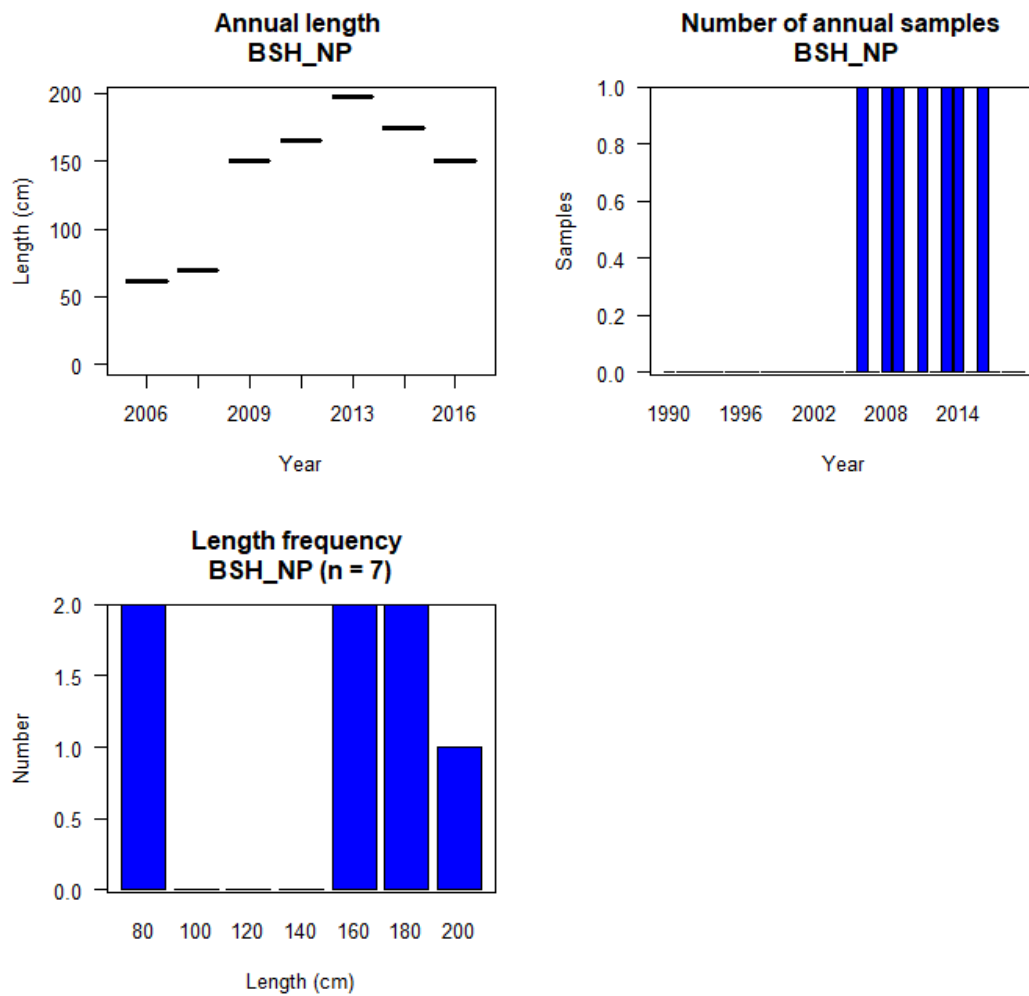 Annual length
BSH_NP
Length (cm)
200
150
100
50
0
2006 2009 2013 2016
Year
Number of annual samples
BSH_NP
Samples
1.0
0.8
0.6
0.4
0.2
0.0
1990 1996 2002 2008 2014
Year
Length frequency
BSH_NP (n = 7)
Number
2.0
1.5
1.0
0.5
0.0
80 100 120 140 160 180 200
Length (cm)